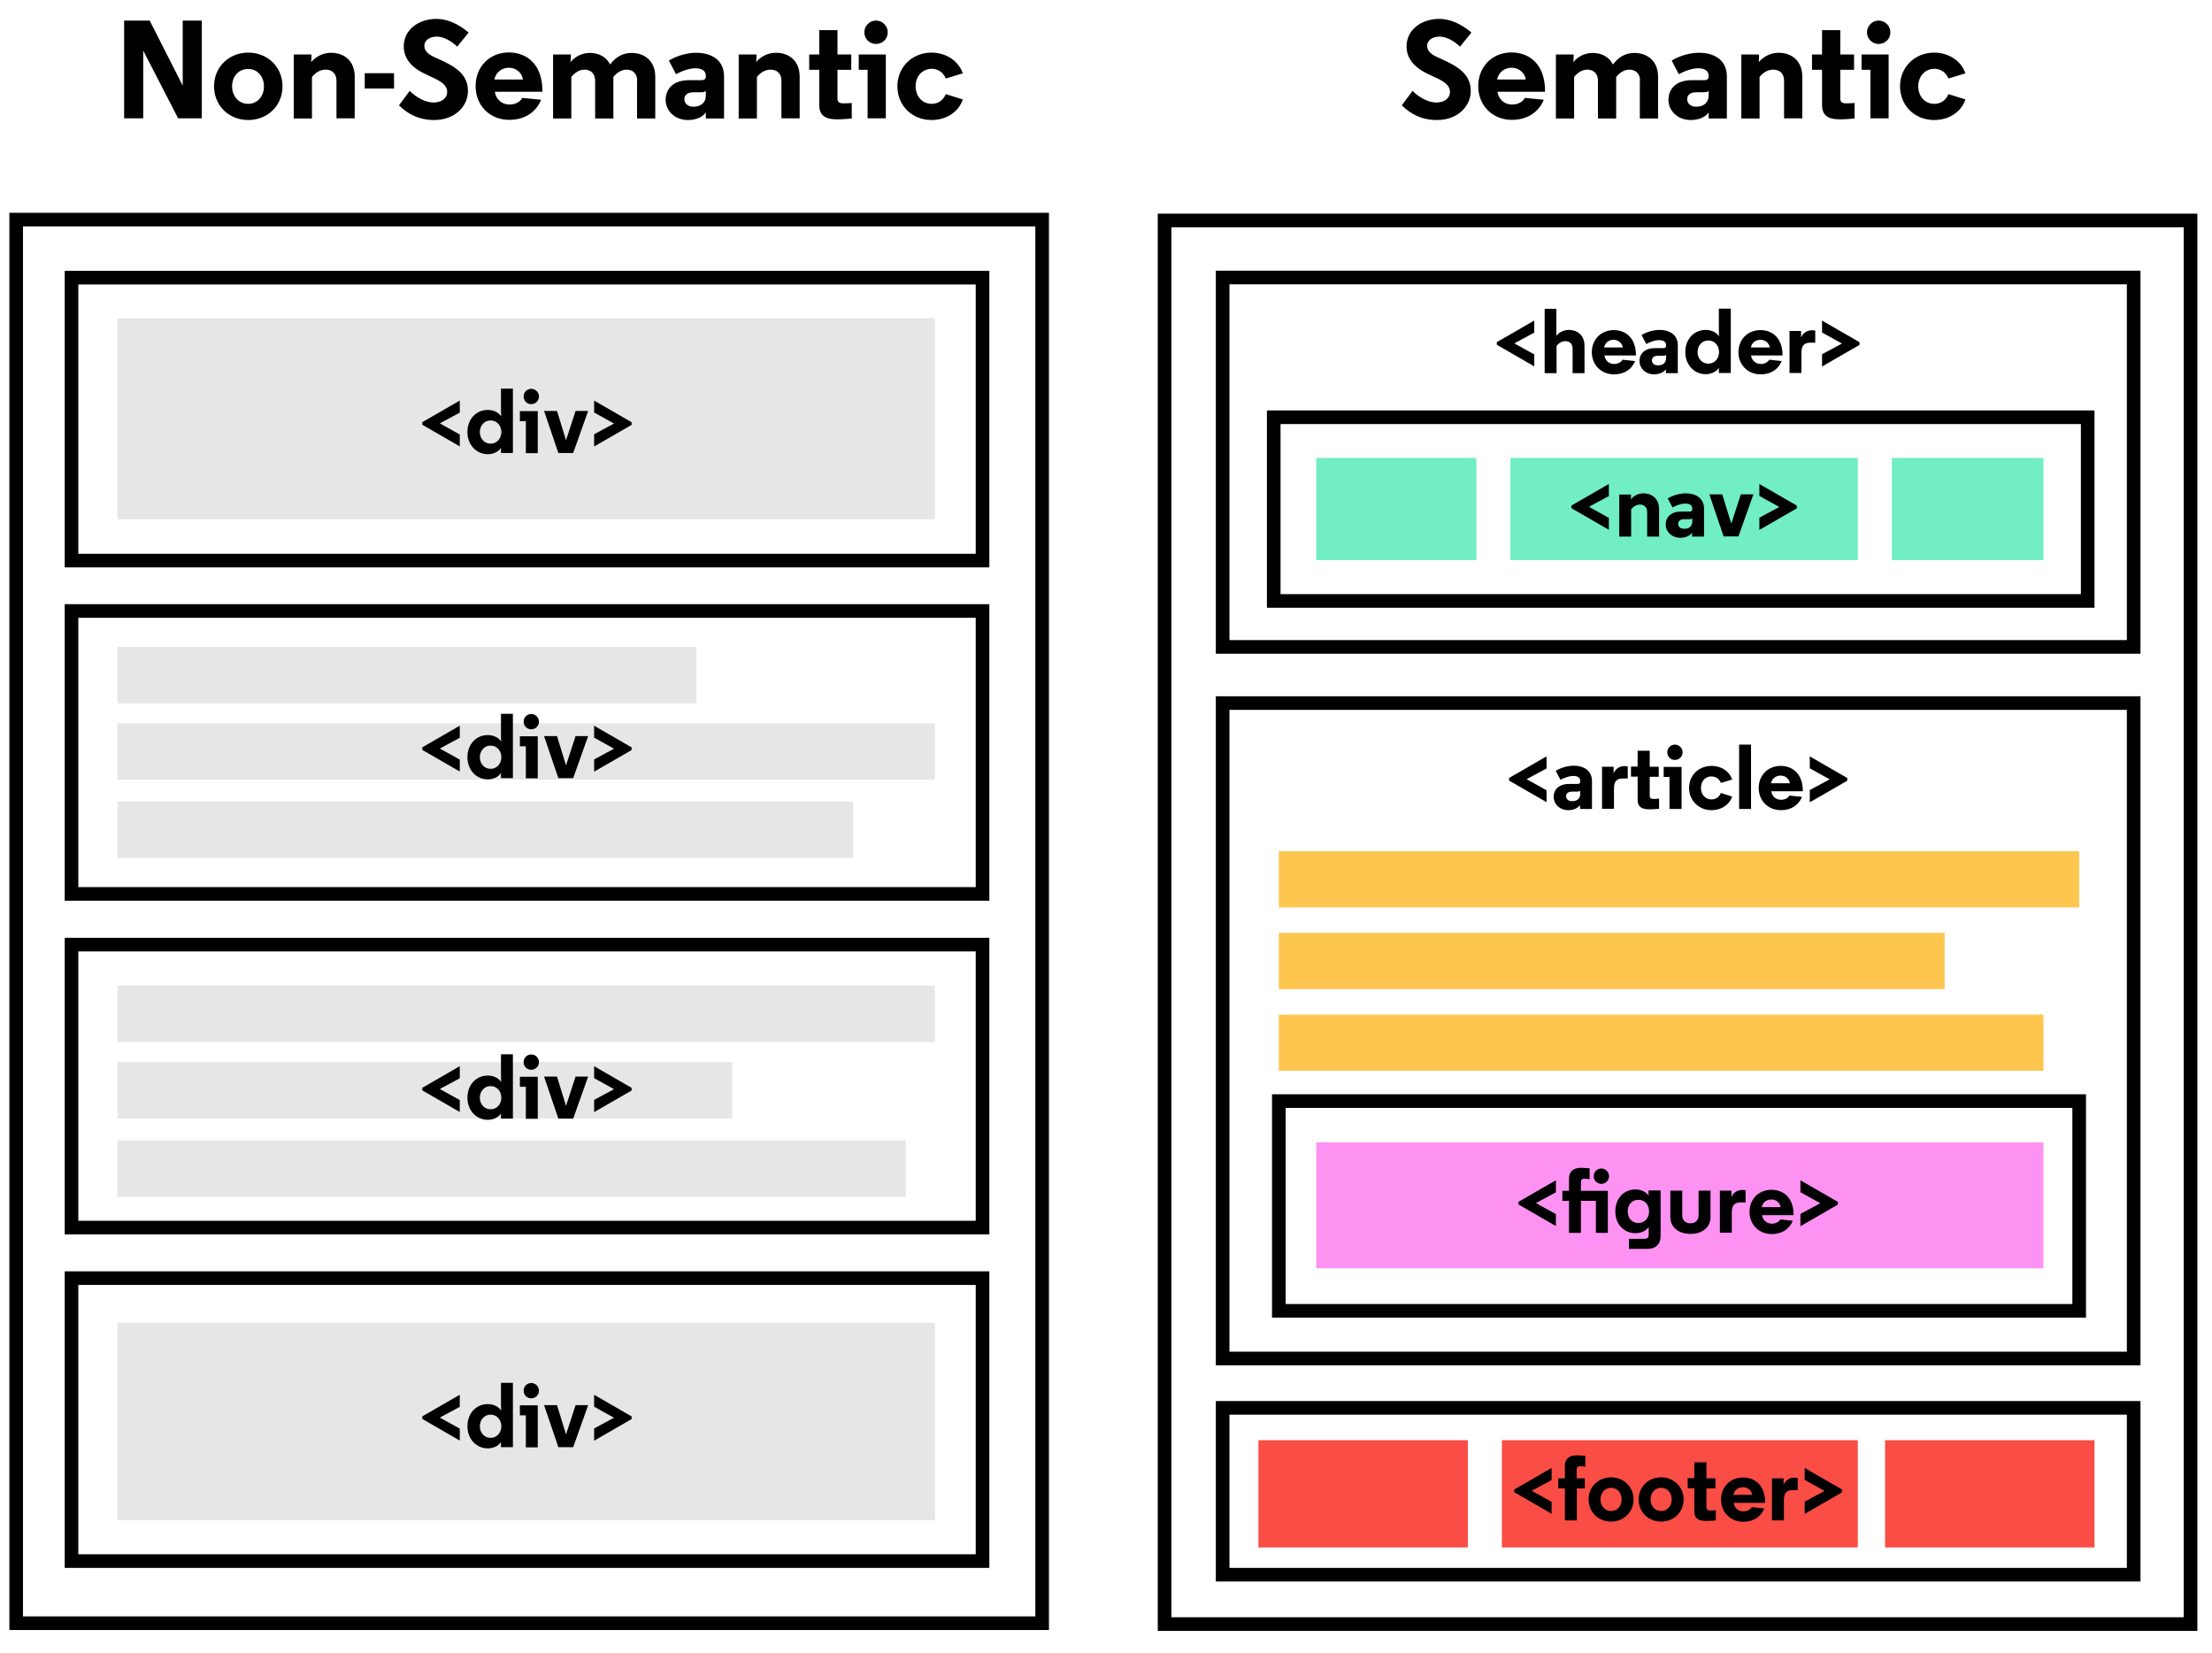 Non-Semantic
<div>
<div>
<div>
<div>
Semantic
<header>
<nav>
<article>
<figure>
<footer>